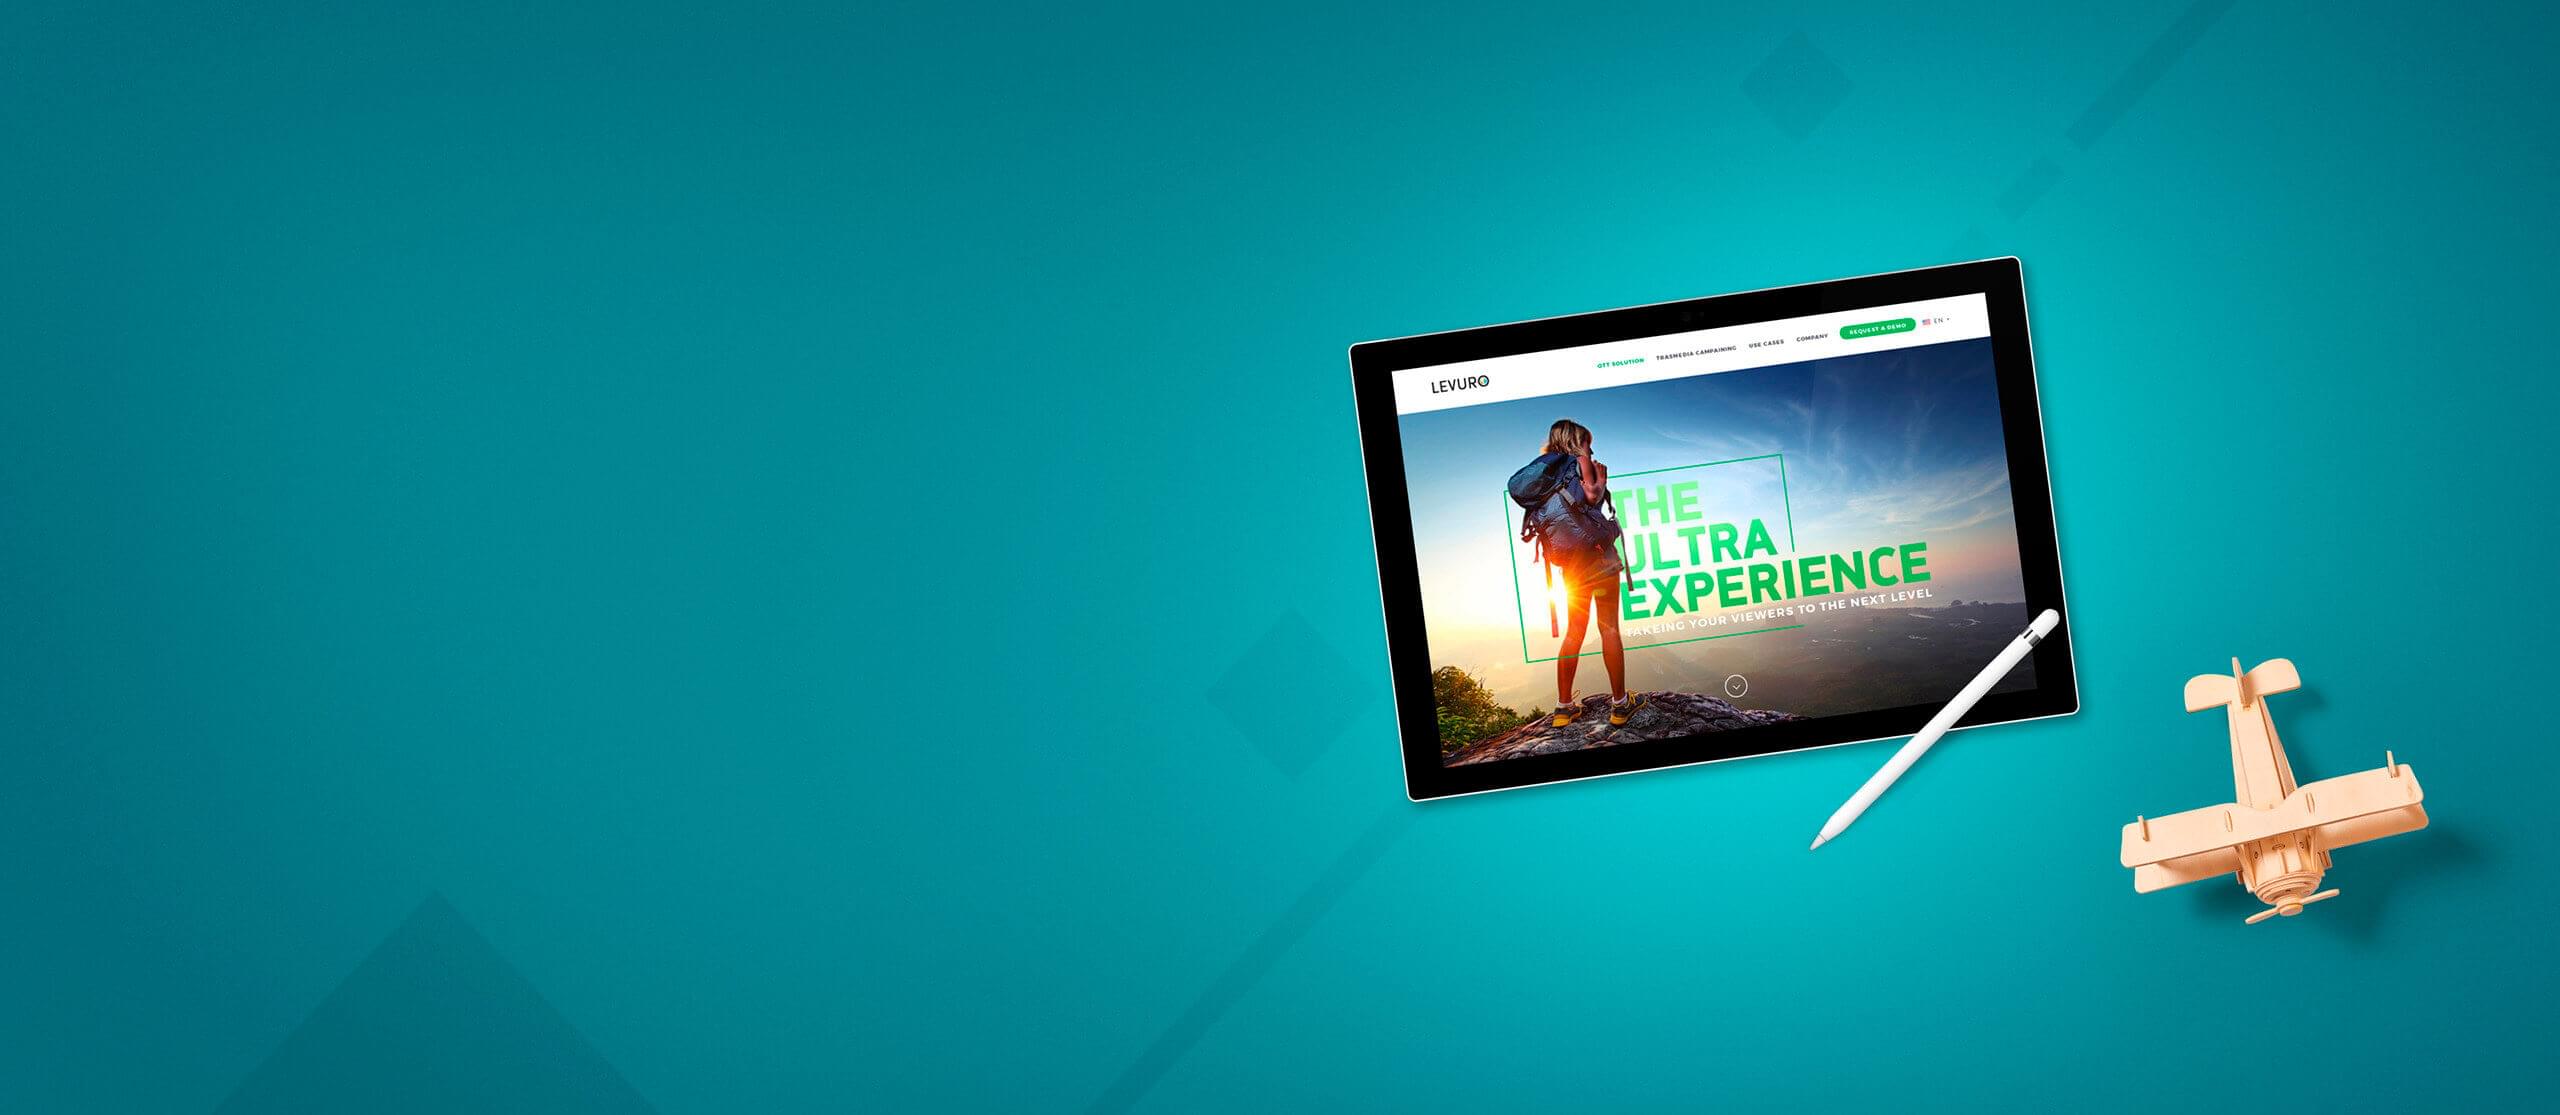 LEVURO
OTT SOLUTION
TRASMEDIA CAMPAINING
USE CASES
COMPANY
REQUEST A DEMO
EN
THE
ULTRA
EXPERIENCE
TAKEING YOUR VIEWERS TO THE NEXT LEVEL